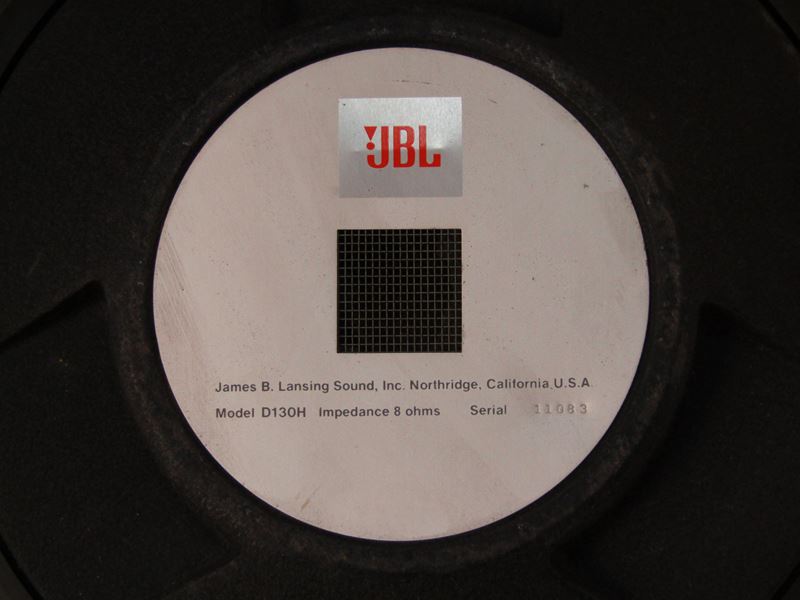 JBL
James B. Lansing Sound, Inc. Northridge, California U.S.A.
Model D130H Impedance 8 ohms Serial 11083